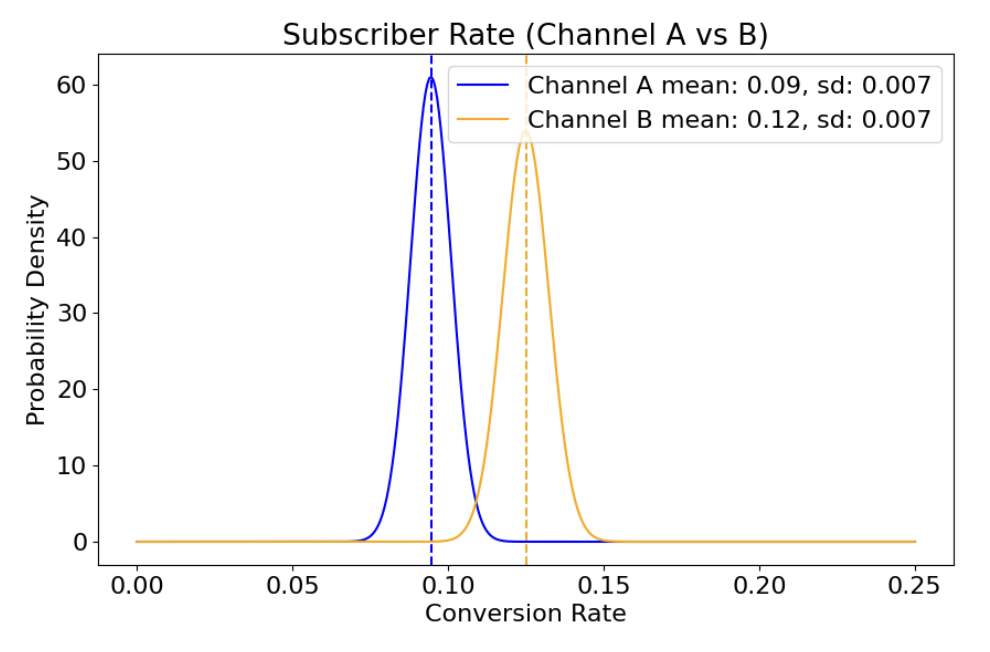 Subscriber Rate (Channel A vs B)
Channel A mean: 0.09, sd: 0.007
Channel B mean: 0.12, sd: 0.007
Probability Density
60
50
40
30
20
10
0
0.00 0.05 0.10 0.15 0.20 0.25
Conversion Rate